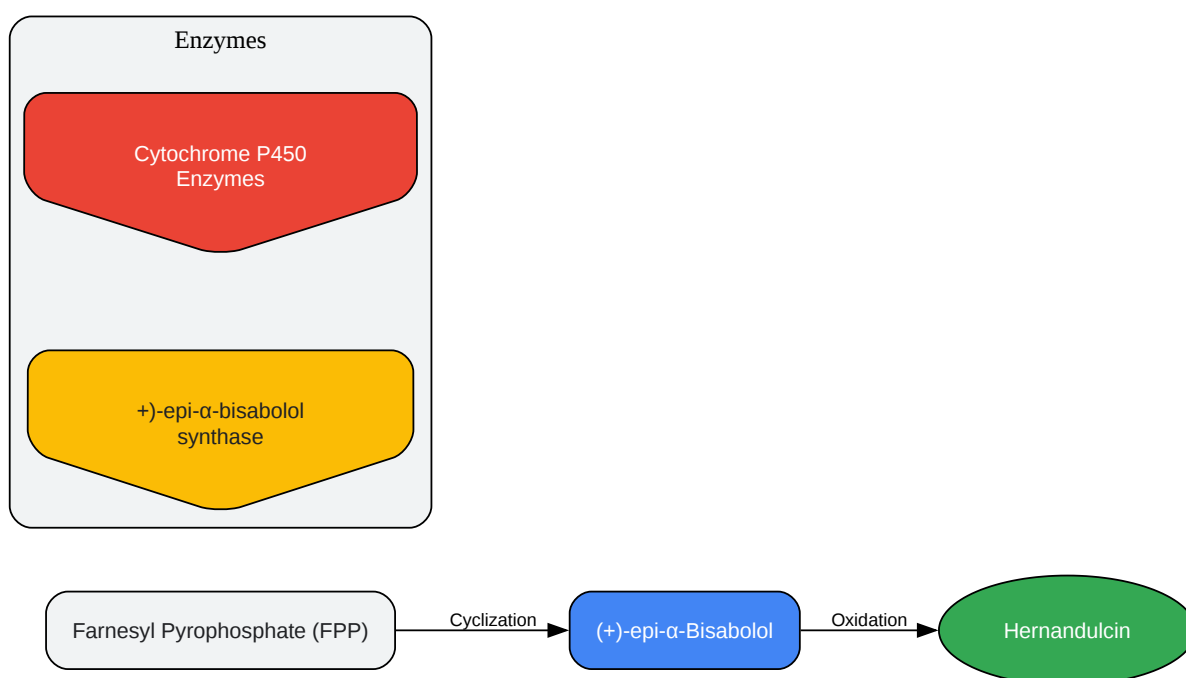 Enzymes
Cytochrome P450
Enzymes
+)-epi-α-bisabolol
synthase
Farnesyl Pyrophosphate (FPP)
Cyclization
(+)-epi-α-Bisabolol
Oxidation
Hernandulcin